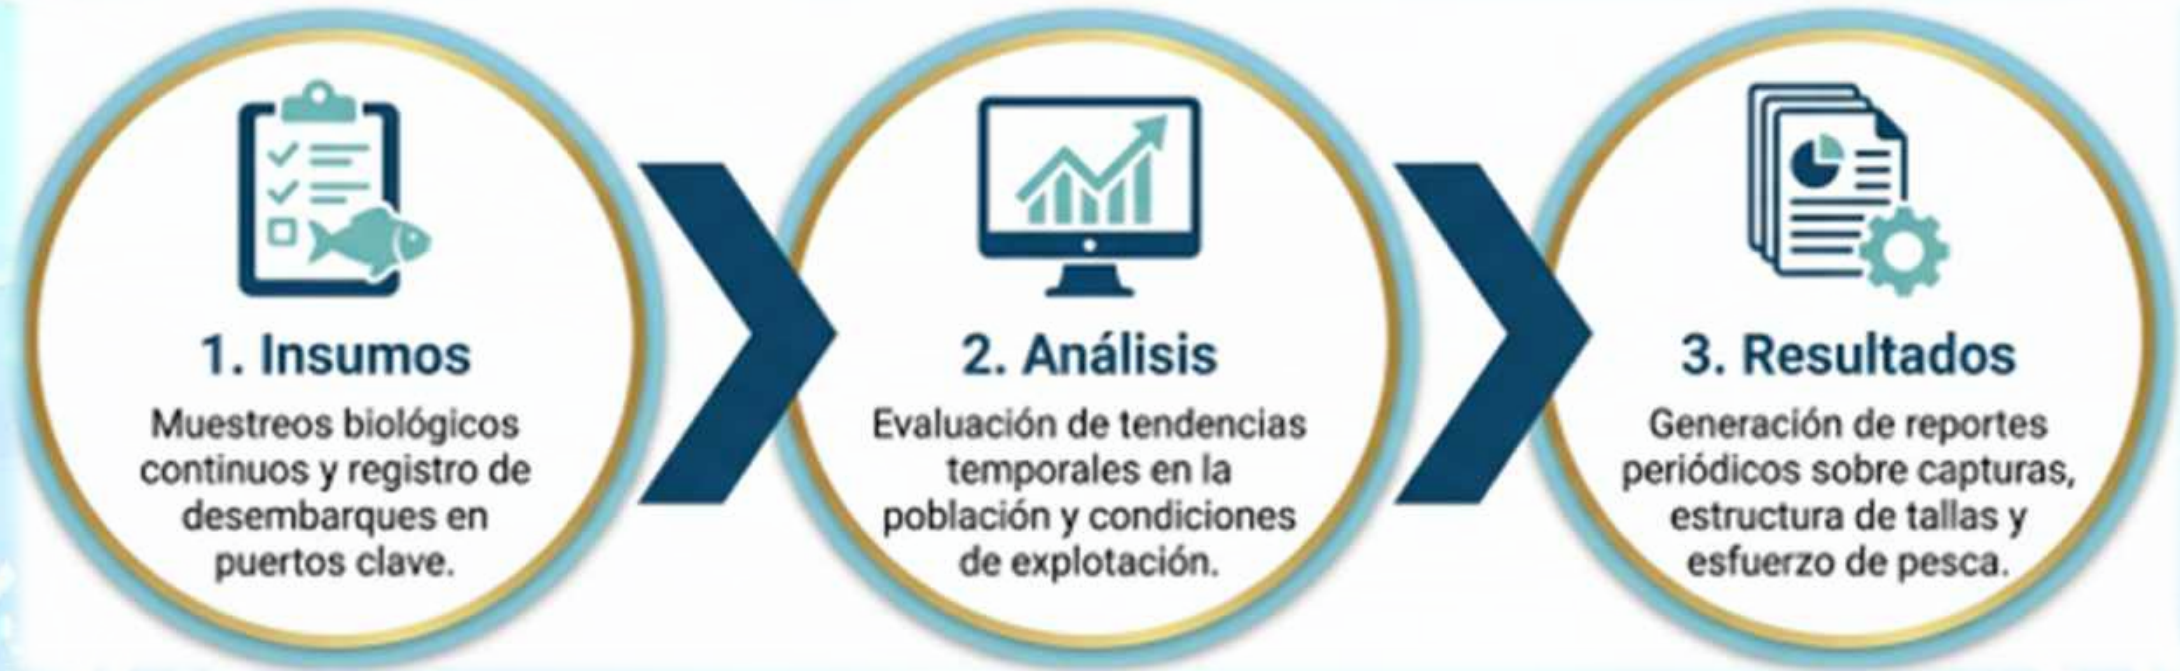 1. Insumos
Muestreos biológicos
continuos y registro de
desembarques en
puertos clave.
2. Análisis
Evaluación de tendencias
temporales en la
población y condiciones
de explotación.
3. Resultados
Generación de reportes
periódicos sobre capturas,
estructura de tallas y
esfuerzo de pesca.